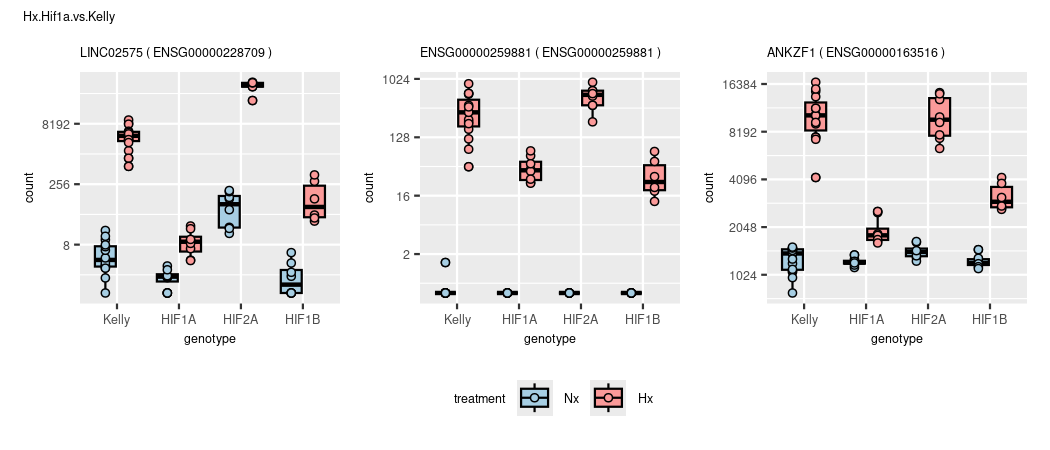 Hx.Hif1a.vs.Kelly
LINC02575 ( ENSG00000228709 )
count
8192
256
8
Kelly HIF1A HIF2A HIF1B
genotype
ENSG00000259881 ( ENSG00000259881 )
count
1024
128
16
2
Kelly HIF1A HIF2A HIF1B
genotype
ANKZF1 ( ENSG00000163516 )
count
16384
8192
4096
2048
1024
Kelly HIF1A HIF2A HIF1B
genotype
treatment Nx Hx